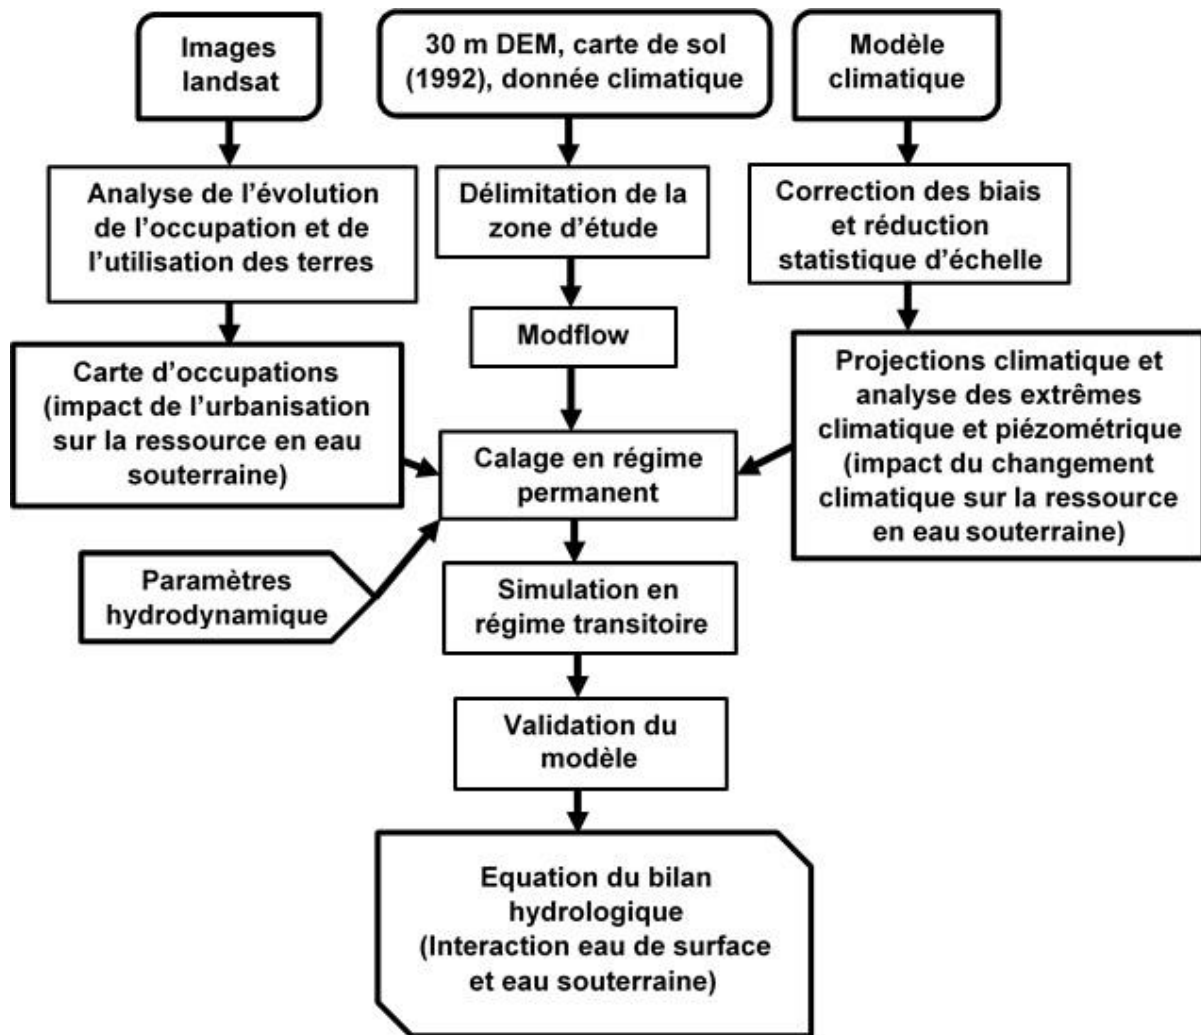 Images
landsat
30 m DEM, carte de sol
(1992), donnée climatique
Modèle
climatique
Analyse de l'évolution
de l'occupation et de
l'utilisation des terres
Délimitation de la
zone d'étude
Correction des biais
et réduction
statistique d'échelle
Modflow
Carte d'occupations
(impact de l'urbanisation
sur la ressource en eau
souterraine)
Projections climatique et
analyse des extrêmes
climatique et piézométrique
(impact du changement
climatique sur la ressource
en eau souterraine)
Calage en régime
permanent
Paramètres
hydrodynamique
Simulation en
régime transitoire
Validation du
modèle
Equation du bilan
hydrologique
(Interaction eau de surface
et eau souterraine)